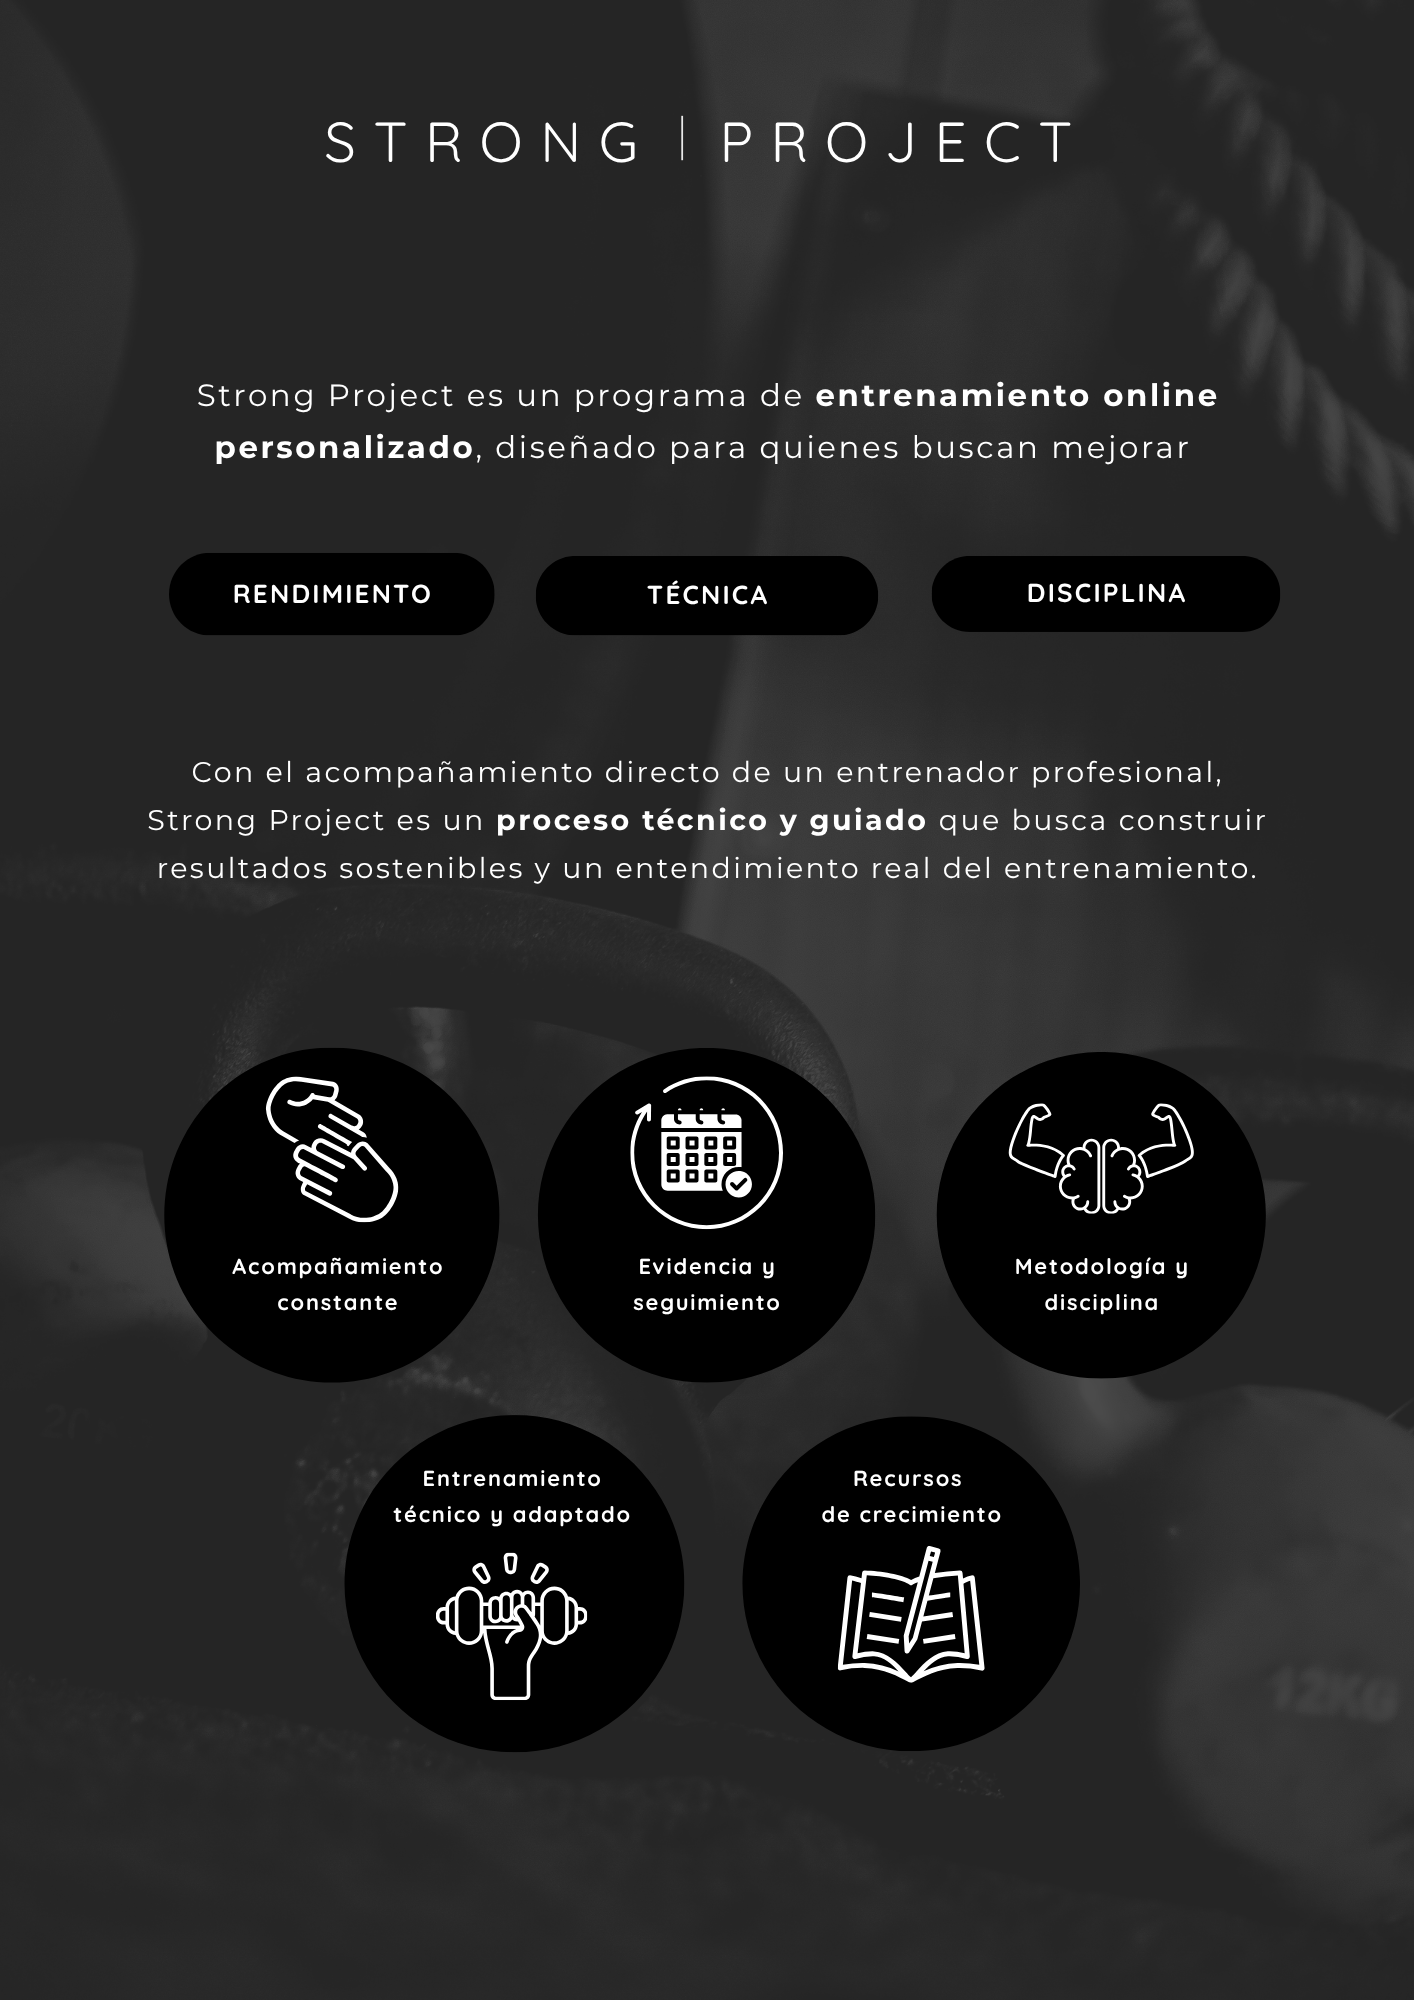 STRONG | PROJECT
Strong Project es un programa de entrenamiento online
personalizado, diseñado para quienes buscan mejorar
RENDIMIENTO
TÉCNICA
DISCIPLINA
Con el acompañamiento directo de un entrenador profesional,
Strong Project es un proceso técnico y guiado que busca construir
resultados sostenibles y un entendimiento real del entrenamiento.
Acompañamiento
constante
Evidencia y
seguimiento
Metodología y
disciplina
Entrenamiento
técnico y adaptado
Recursos
de crecimiento
12KG